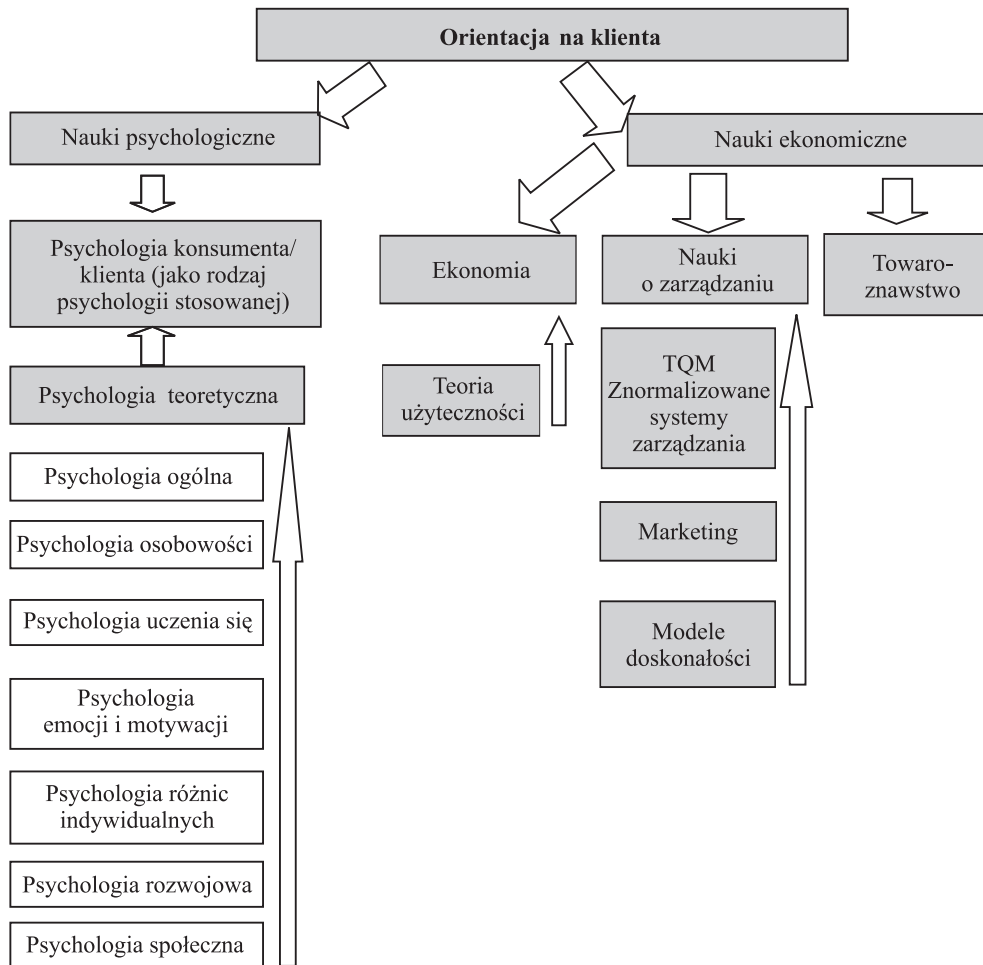 Orientacja na klienta
Nauki psychologiczne
Nauki ekonomiczne
Psychologia konsumenta/
klienta (jako rodzaj
psychologii stosowanej)
Ekonomia
Nauki
o zarządzaniu
Towaro-
znawstwo
Psychologia teoretyczna
Teoria
użyteczności
TQM
Znormalizowane
systemy
zarządzania
Psychologia ogólna
Psychologia osobowości
Marketing
Psychologia uczenia się
Modele
doskonałości
Psychologia
emocji i motywacji
Psychologia różnic
indywidualnych
Psychologia rozwojowa
Psychologia społeczna